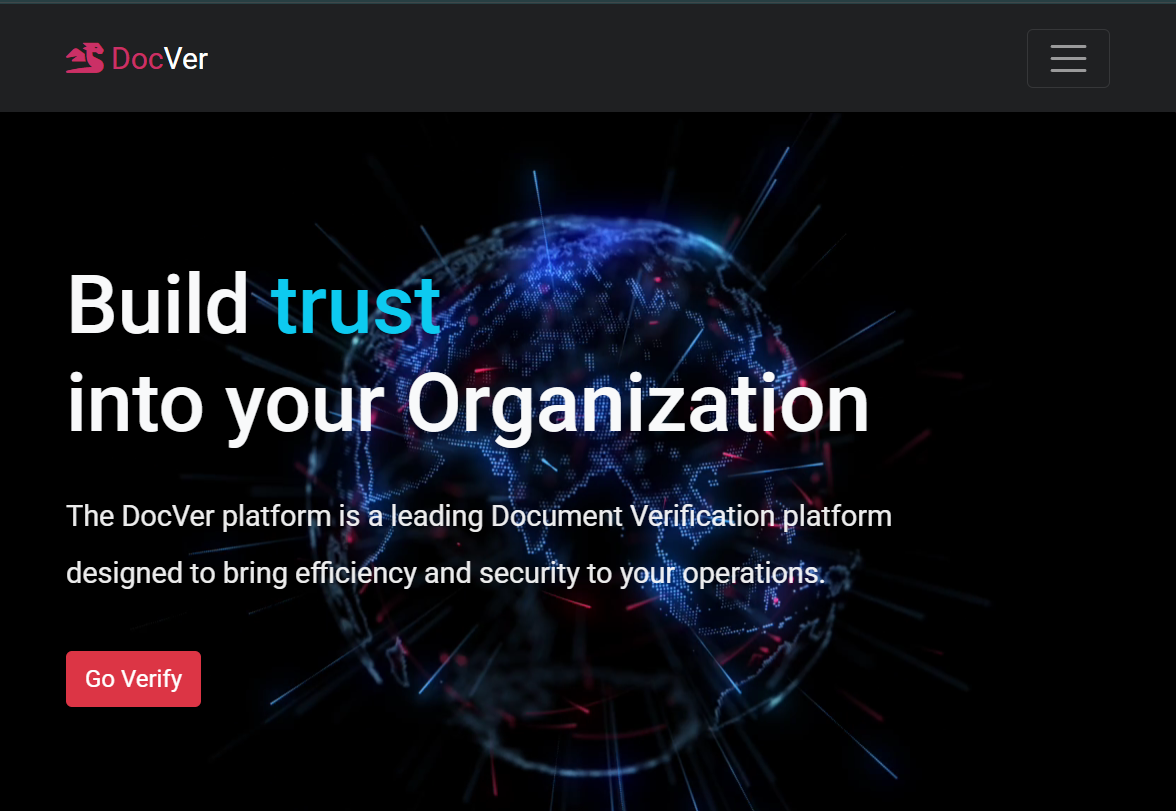 DocVer
Build trust
into your Organization
The DocVer platform is a leading Document Verification platform
designed to bring efficiency and security to your operations.
Go Verify